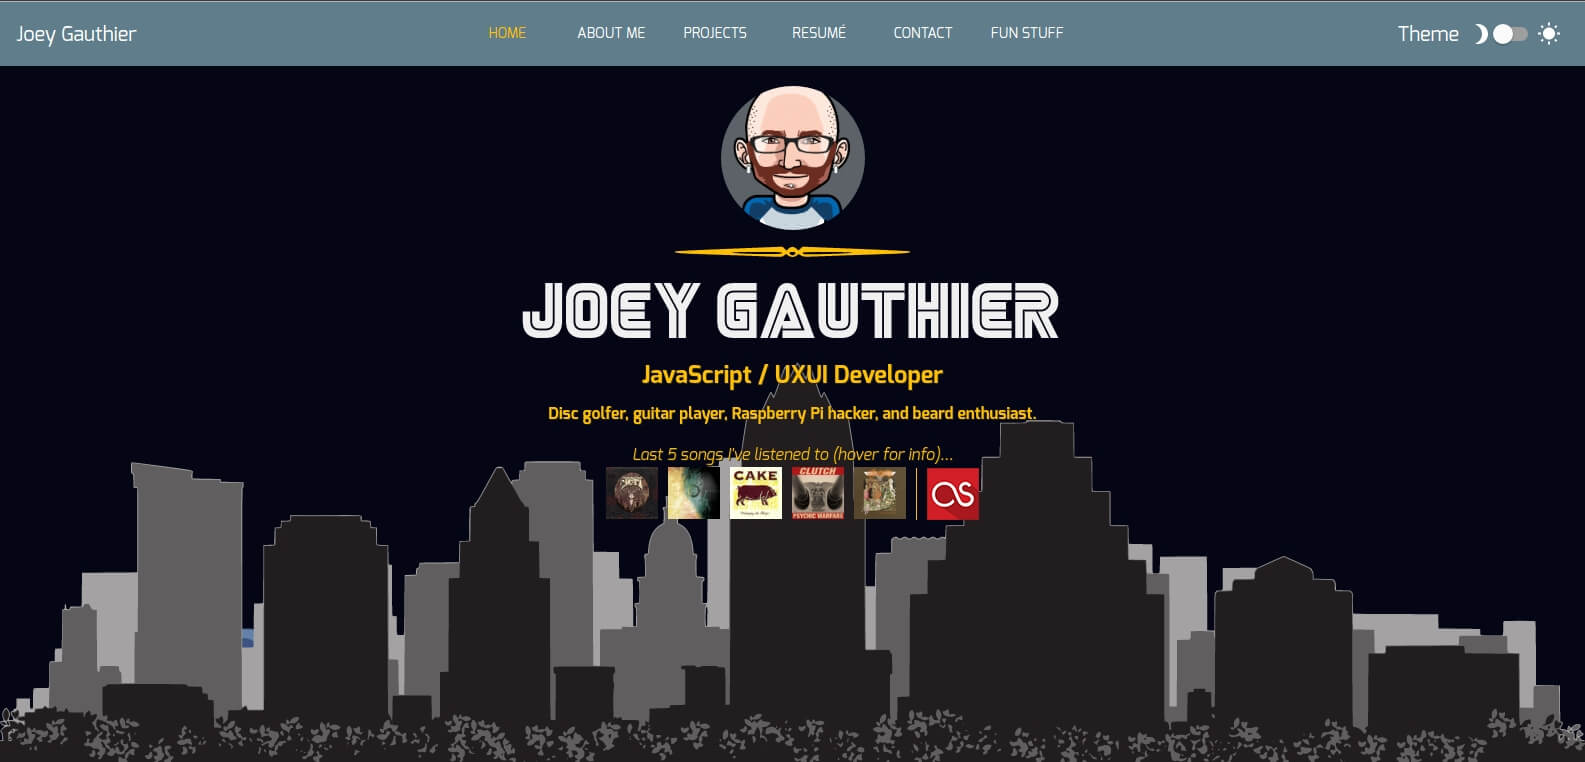 Joey Gauthier
HOME ABOUT ME PROJECTS RESUMÉ CONTACT FUN STUFF
Theme
JOEY GAUTHIER
JavaScript / UXUI Developer
Disc golfer, guitar player, Raspberry Pi hacker, and beard enthusiast.
Last 5 songs I've listened to (hover for info)...
CAKE
CLUTCH
PSYCHIC WARFARE